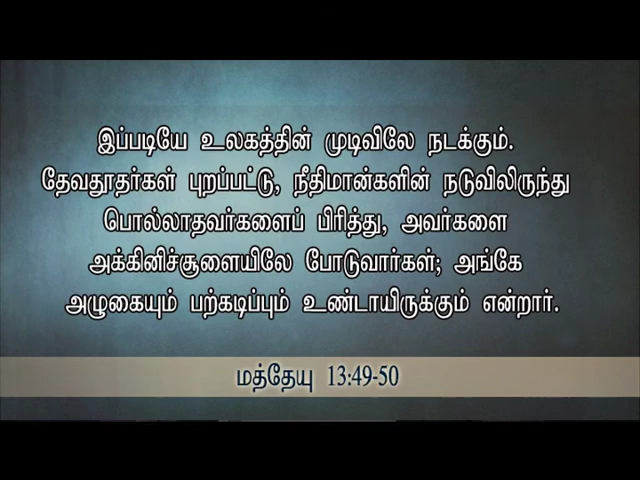 இப்படியே உலகத்தின் முடிவிலே நடக்கும்.
தேவதூதர்கள் புறப்பட்டு, நீதிமான்களின் நடுவிலிருந்து
பொல்லாதவர்களைப் பிரித்து, அவர்களை
அக்கினிச்சூளையிலே போடுவார்கள்; அங்கே
அழுகையும் பற்கடிப்பும் உண்டாயிருக்கும் என்றார்.
மத்தேயு 13:49-50